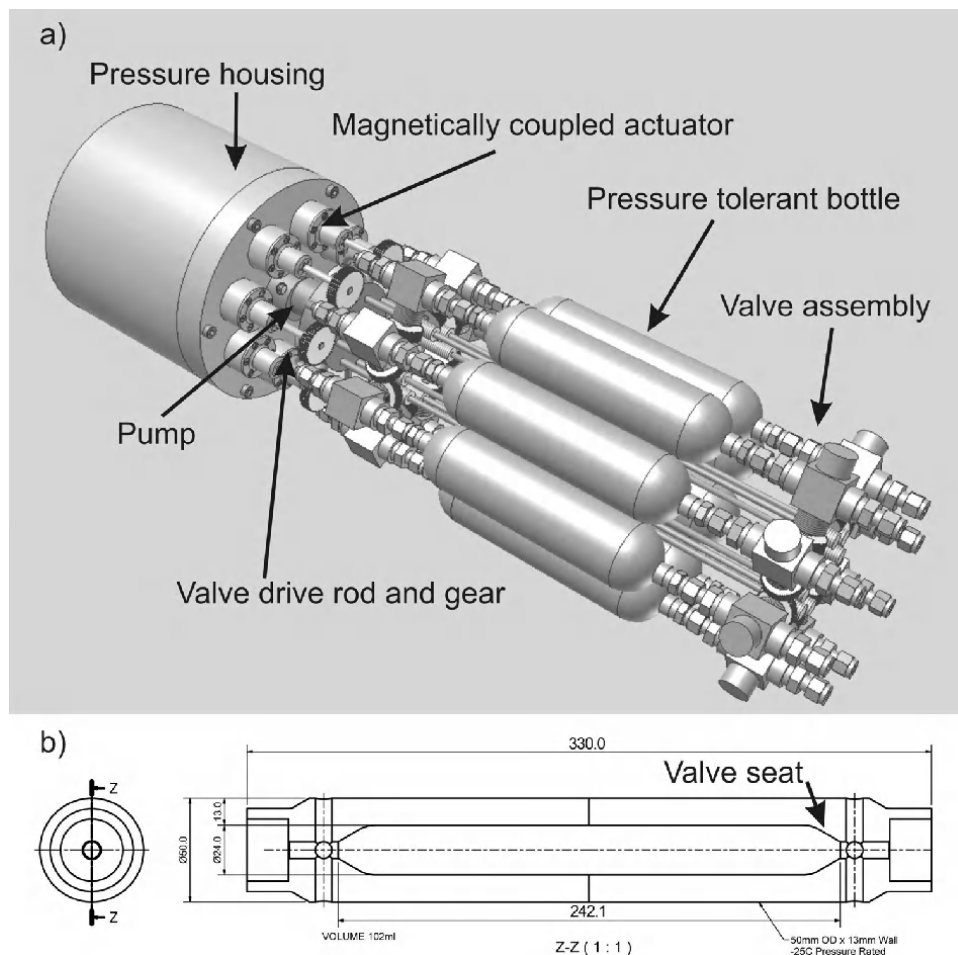 a)
Pressure housing
Magnetically coupled actuator
Pressure tolerant bottle
Valve assembly
Pump
Valve drive rod and gear
b)
330.0
Valve seat
Z
13.0
Ø50.0
Ø24.0
Z
242.1
VOLUME 102ml
Z-Z ( 1 : 1 )
50mm OD x 13mm Wall
-25C Pressure Rated